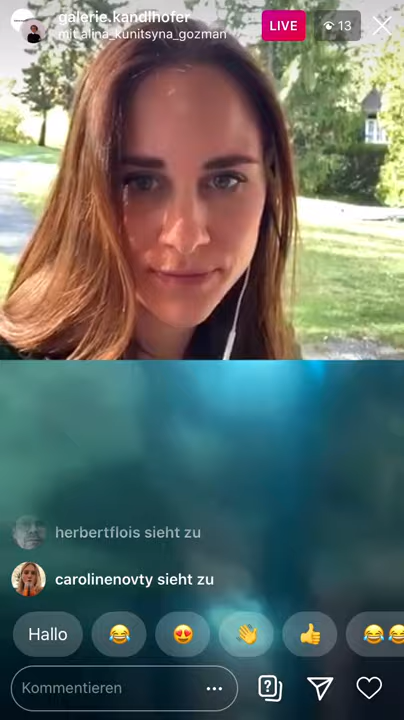 galerie.kandlhofer
mit alina_kunitsyna_gozman
LIVE
13
herbertflois sieht zu
carolinenovty sieht zu
Hallo
Kommentieren